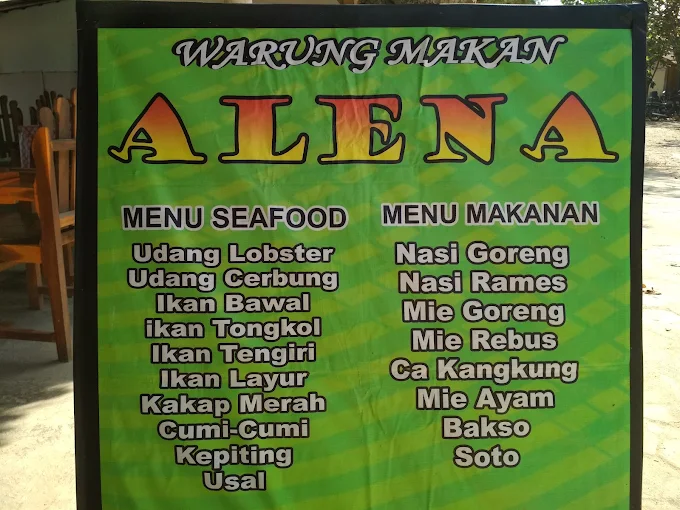 WARUNG MAKAN
ALENA
MENU SEAFOOD
Udang Lobster
Udang Cerbung
Ikan Bawal
ikan Tongkol
Ikan Tengiri
Ikan Layur
Kakap Merah
Cumi-Cumi
Kepiting
Usal
MENU MAKANAN
Nasi Goreng
Nasi Rames
Mie Goreng
Mie Rebus
Ca Kangkung
Mie Ayam
Bakso
Soto